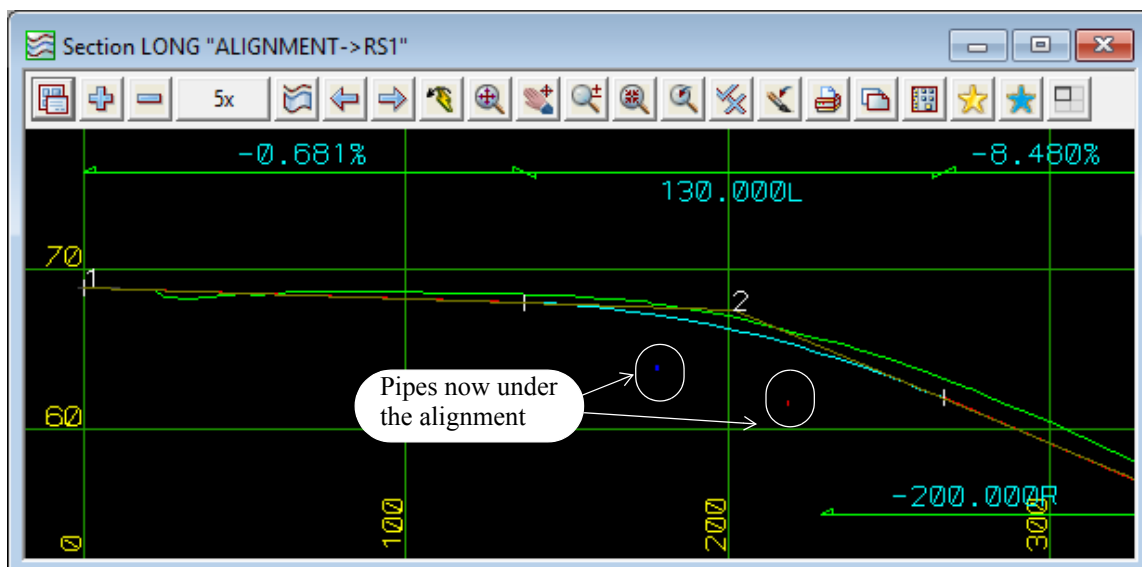 Section LONG "ALIGNMENT->RS1"
5x
-0.681%
-8.480%
130.000L
70
1
2
Pipes now under
the alignment
60
-200.000R
0
100
200
300